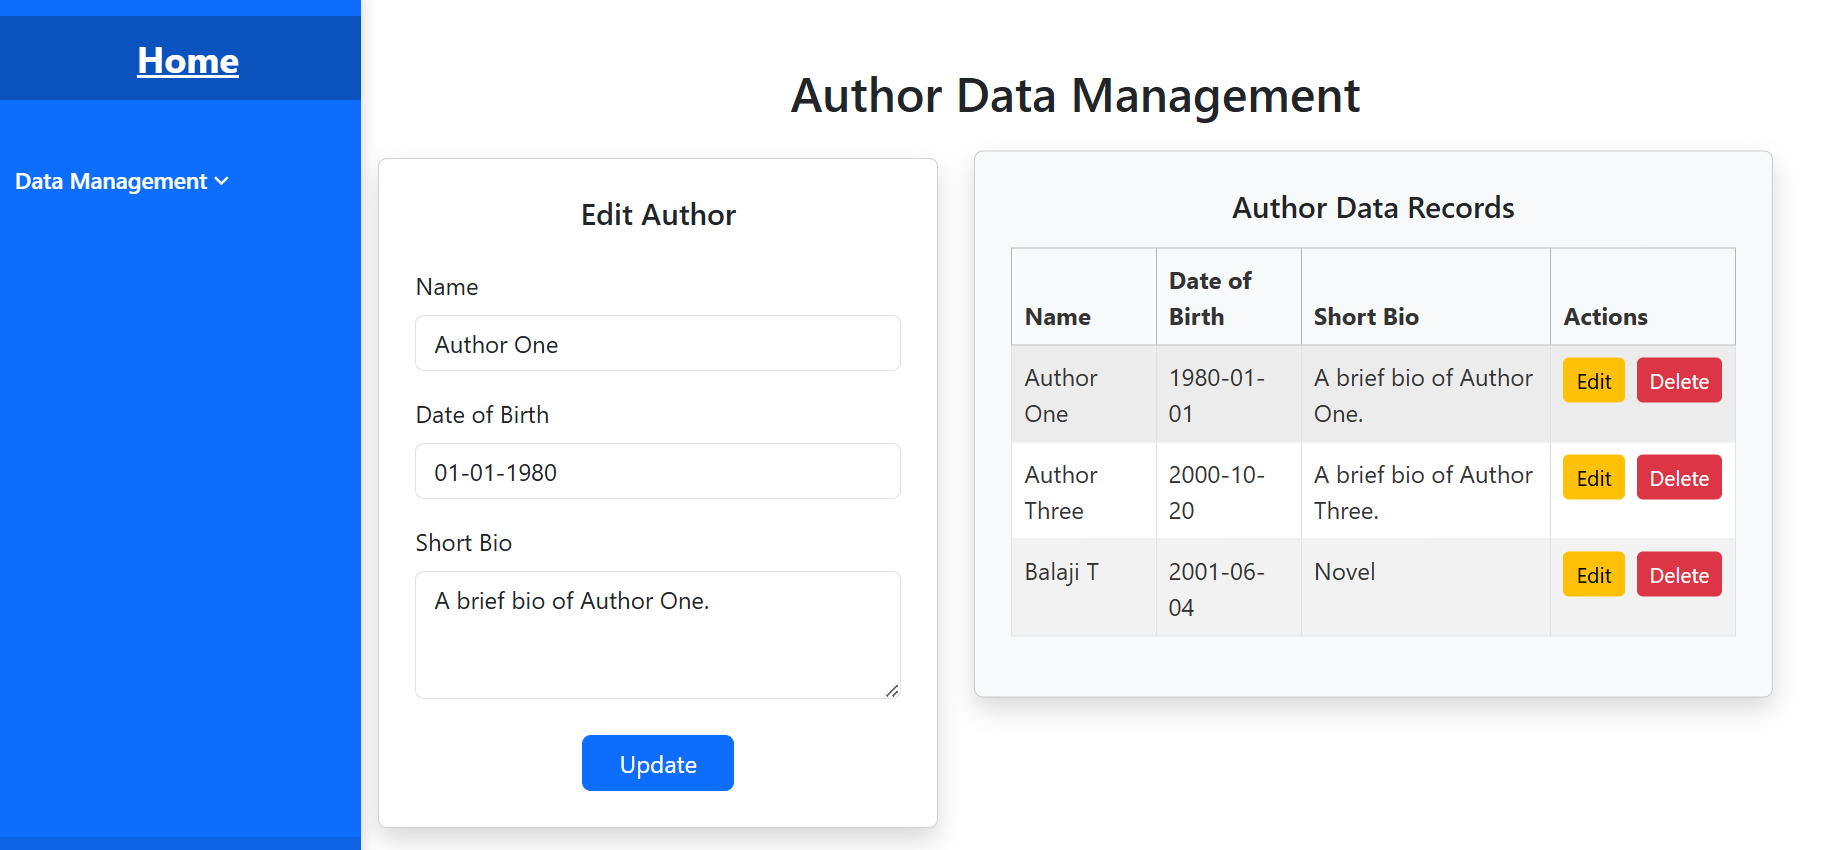 Home
Data Management
Author Data Management
Edit Author
Name
Author One
Date of Birth
01-01-1980
Short Bio
A brief bio of Author One.
Update
Author Data Records
Name
Date of
Birth
Short Bio
Actions
Author
One
1980-01-
01
A brief bio of Author
One.
Edit
Delete
Author
Three
2000-10-
20
A brief bio of Author
Three.
Edit
Delete
Balaji T
2001-06-
04
Novel
Edit
Delete